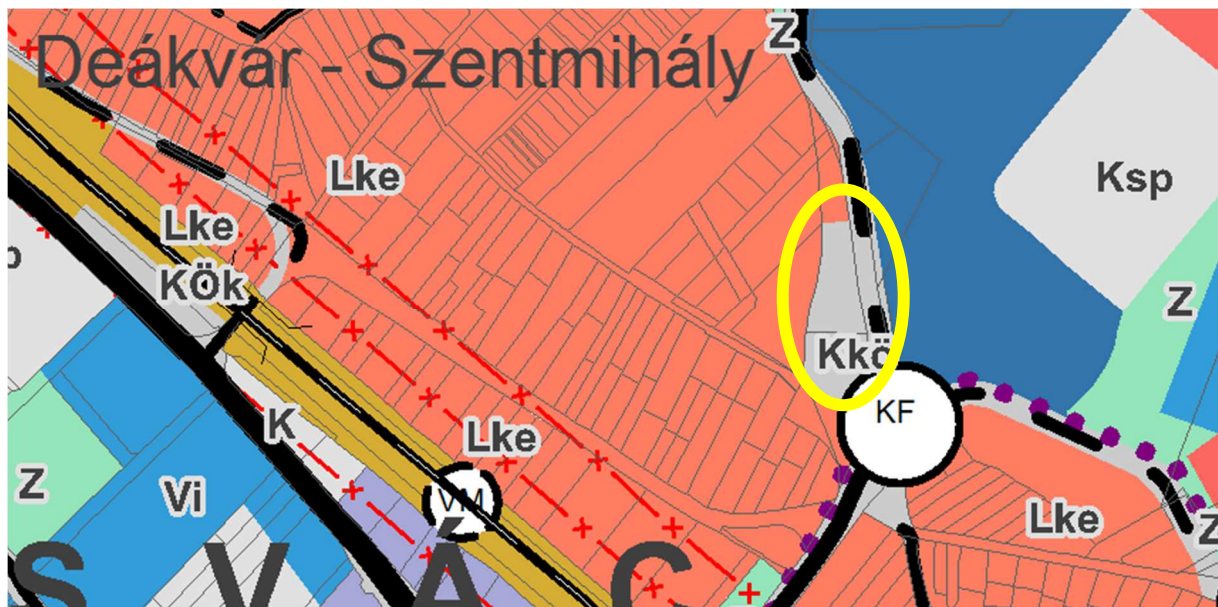 Z
Deákvár - Szentmihály
Lke
Ksp
Lke
KÖk
Z
Kkö
KF
K
Lke
Z
Vi
VM
Lke
Z
S V Á C